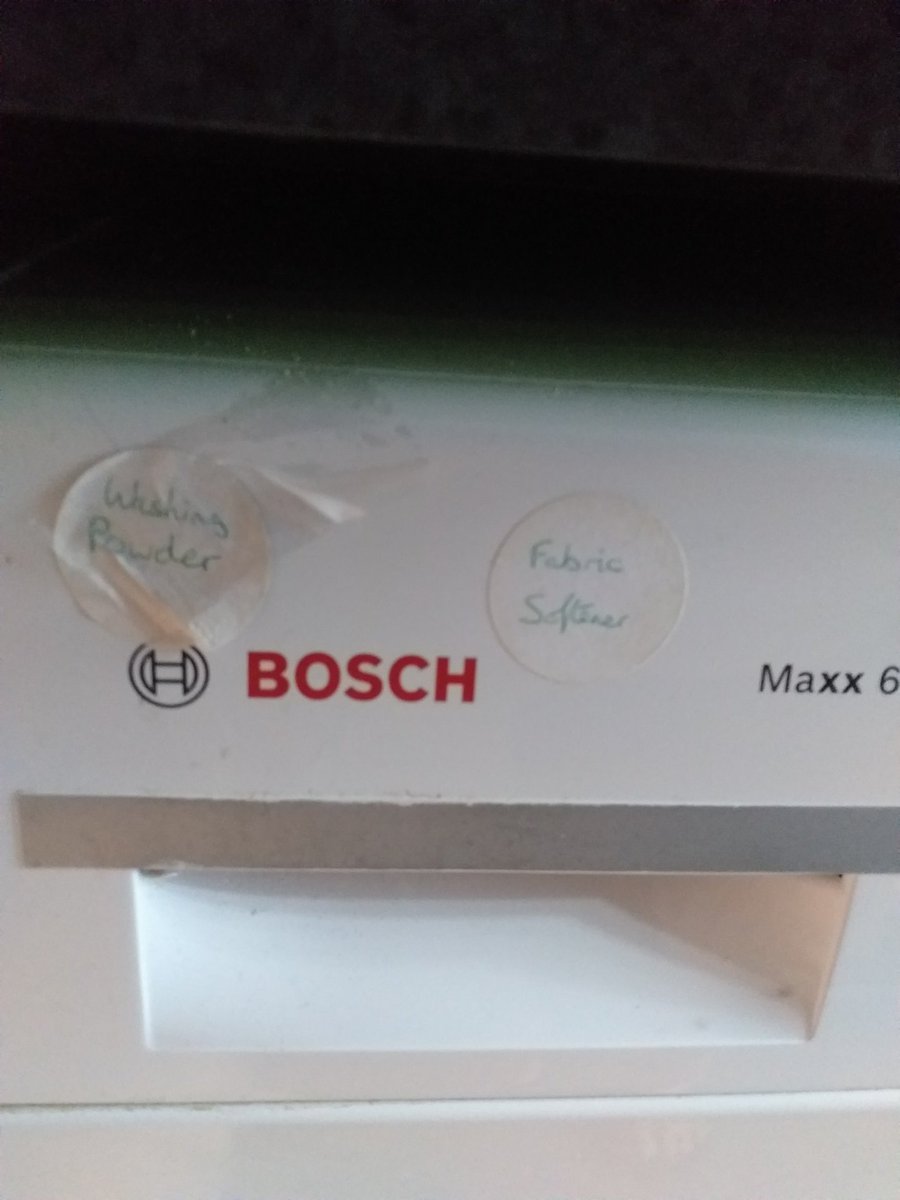 Washing
Powder
Fabric
Softener
BOSCH
Maxx 6